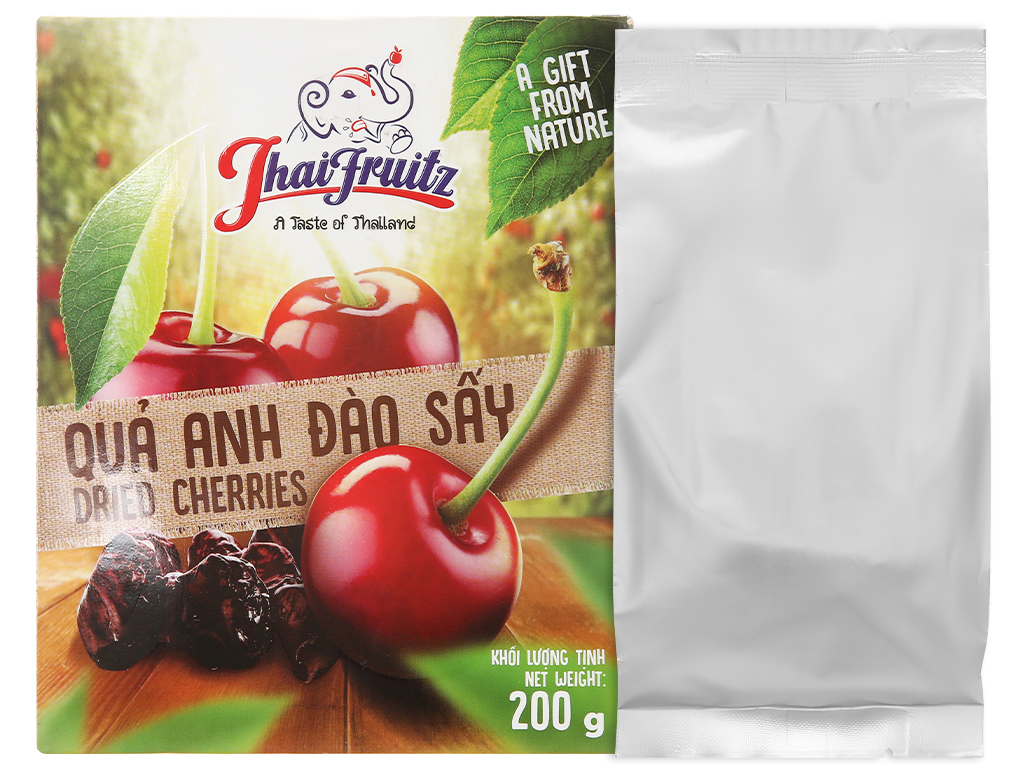 A GIFT
FROM
NATURE
ThaiFruitz
A Taste of Thailand
QUẢ ANH ĐÀO SẤY
DRIED CHERRIES
KHỐI LƯỢNG TỊNH
NET WEIGHT:
200 g